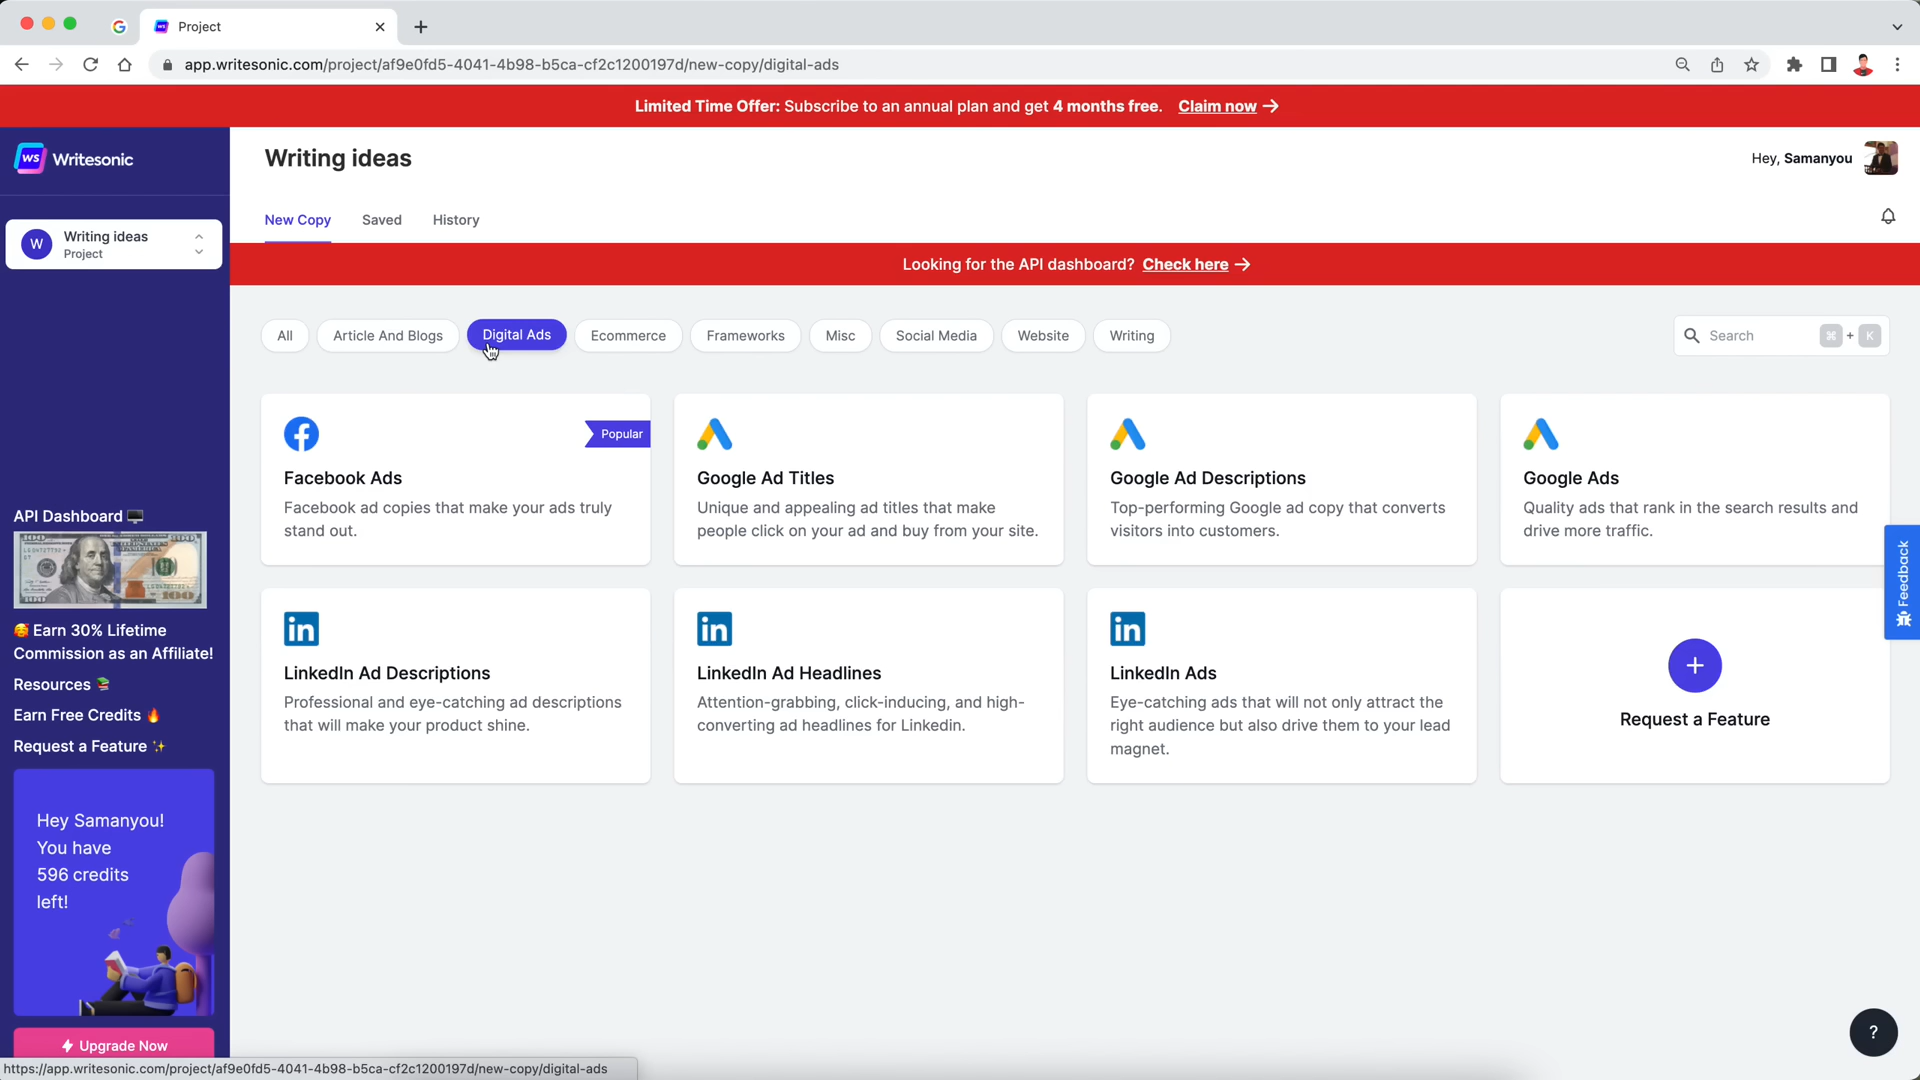 Project
app.writesonic.com/project/af9e0fd5-4041-4b98-b5ca-cf2c1200197d/new-copy/digital-ads
Limited Time Offer: Subscribe to an annual plan and get 4 months free. Claim now →
WS Writesonic
Writing ideas
Hey, Samanyou
W Writing ideas
Project
New Copy Saved History
Looking for the API dashboard? Check here →
All Article And Blogs Digital Ads Ecommerce Frameworks Misc Social Media Website Writing
Search ⌘ + K
Facebook Ads
Popular
Facebook ad copies that make your ads truly
stand out.
Google Ad Titles
Unique and appealing ad titles that make
people click on your ad and buy from your site.
Google Ad Descriptions
Top-performing Google ad copy that converts
visitors into customers.
Google Ads
Quality ads that rank in the search results and
drive more traffic.
in
LinkedIn Ad Descriptions
Professional and eye-catching ad descriptions
that will make your product shine.
in
LinkedIn Ad Headlines
Attention-grabbing, click-inducing, and high-
converting ad headlines for Linkedin.
in
LinkedIn Ads
Eye-catching ads that will not only attract the
right audience but also drive them to your lead
magnet.
+
Request a Feature
Feedback
API Dashboard 🖥️
100
100
🥰 Earn 30% Lifetime
Commission as an Affiliate!
Resources 📚
Earn Free Credits 🔥
Request a Feature ✨
Hey Samanyou!
You have
596 credits
left!
Upgrade Now
?
https://app.writesonic.com/project/af9e0fd5-4041-4b98-b5ca-cf2c1200197d/new-copy/digital-ads